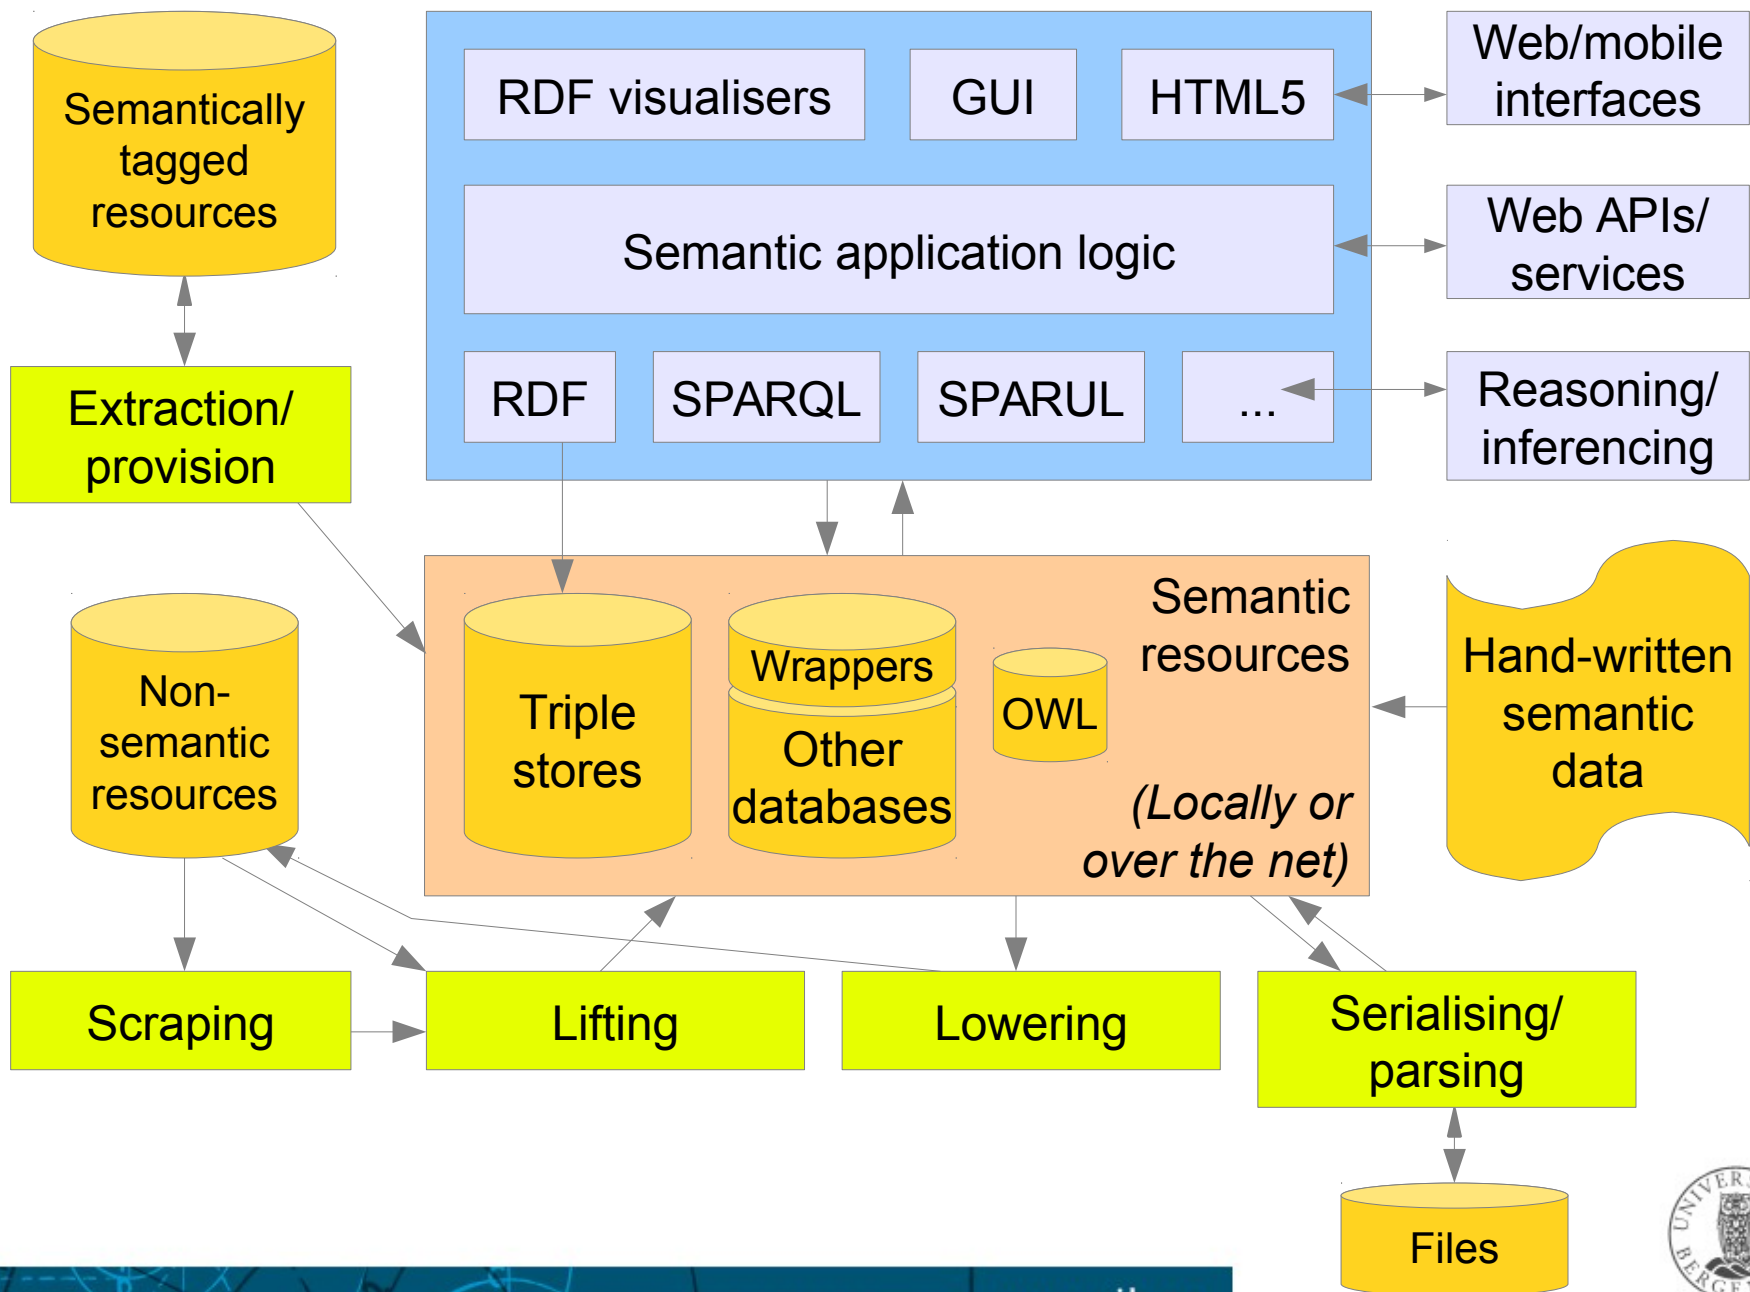 Semantically
tagged
resources
RDF visualisers
GUI
HTML5
Web/mobile
interfaces
Semantic application logic
Web APIs/
services
Extraction/
provision
RDF
SPARQL
SPARUL
...
Reasoning/
inferencing
Non-
semantic
resources
Triple
stores
Wrappers
Other
databases
OWL
Semantic
resources
(Locally or
over the net)
Hand-written
semantic
data
Scraping
Lifting
Lowering
Serialising/
parsing
Files